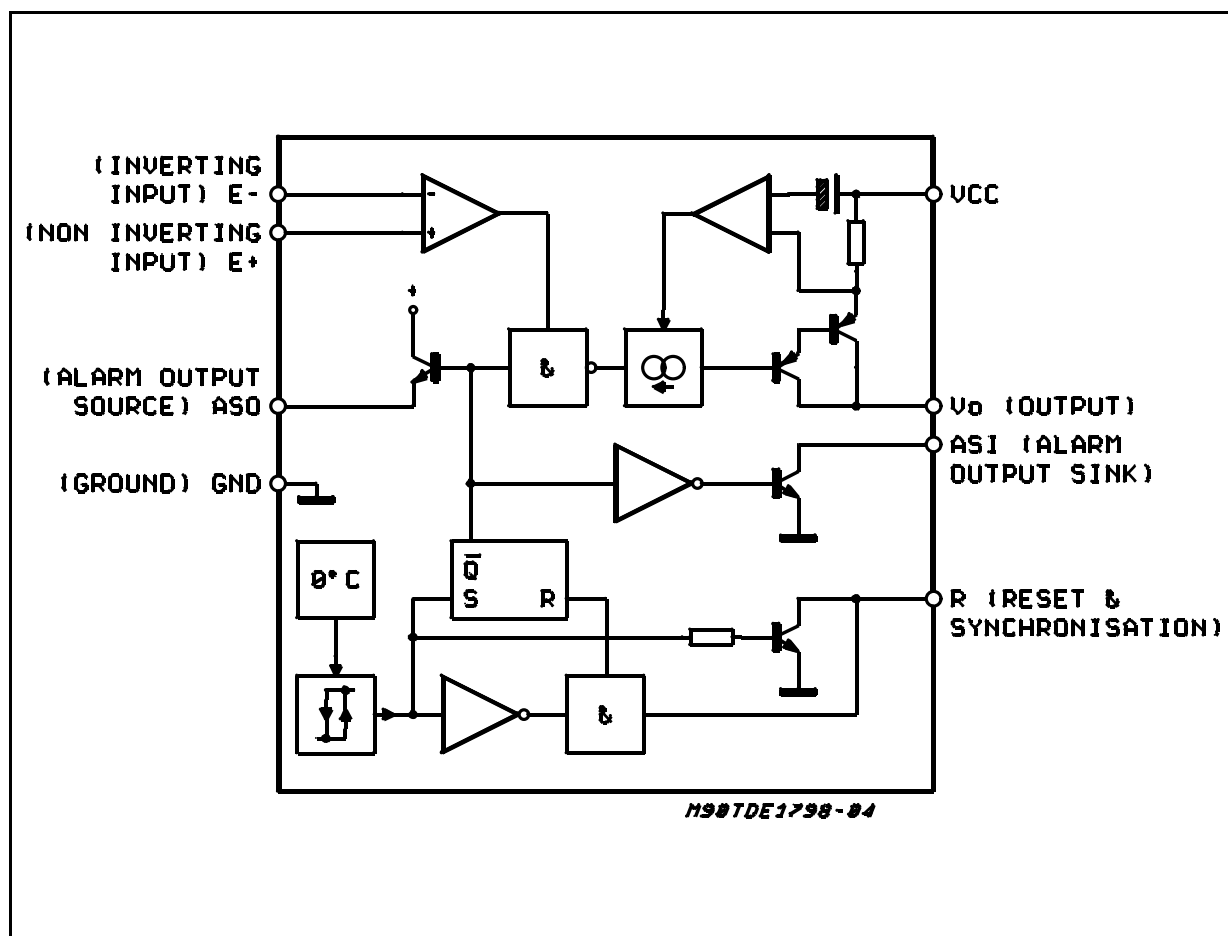 (INVERTING
INPUT) E-
(NON INVERTING
INPUT) E+
(ALARM OUTPUT
SOURCE) ASO
(GROUND) GND
-
+
+
&
0°C
Q̅
S R
&
VCC
Vo (OUTPUT)
ASI (ALARM
OUTPUT SINK)
R (RESET &
SYNCHRONISATION)
M90TDE1798-04